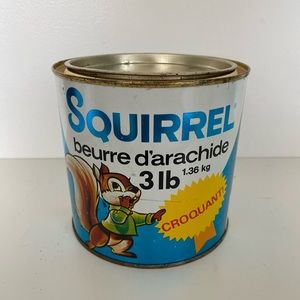 SQUIRREL
beurre d'arachide
3 lb 1.36 kg
CROQUANT!